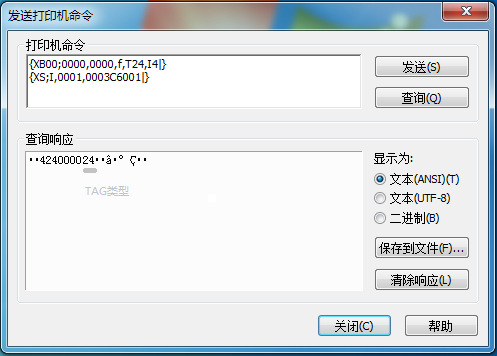 发送打印机命令
打印机命令
{XB00;0000,0000,f,T24,I4|}
{XS;I,0001,0003C6001|}
发送(S)
查询(Q)
查询响应
··424000024··â·° Ç··
TAG类型
显示为:
文本(ANSI)(T)
文本(UTF-8)
二进制(B)
保存到文件(F)...
清除响应(L)
关闭(C)
帮助